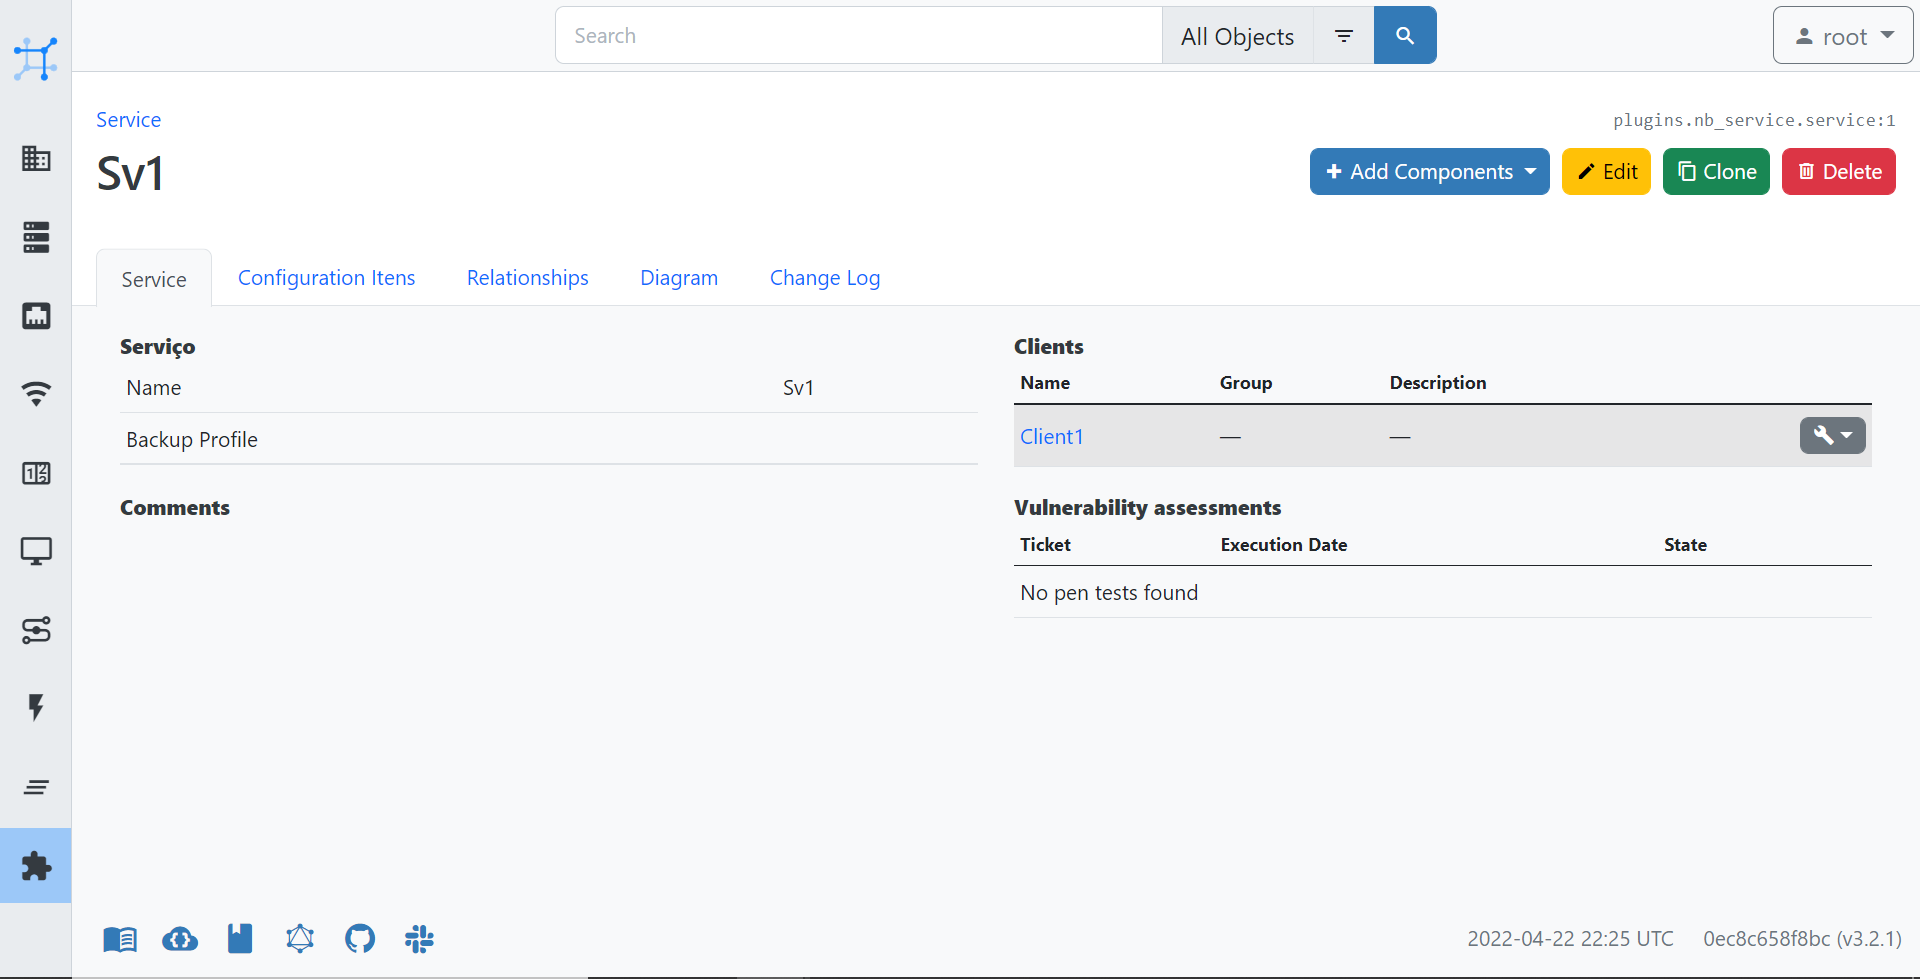 Search
All Objects
root
Service
plugins.nb_service.service:1
Sv1
Add Components
Edit
Clone
Delete
Service
Configuration Itens
Relationships
Diagram
Change Log
Serviço
Name Sv1
Backup Profile
Comments
Clients
Name Group Description
Client1 — —
Vulnerability assessments
Ticket Execution Date State
No pen tests found
2022-04-22 22:25 UTC
0ec8c658f8bc (v3.2.1)